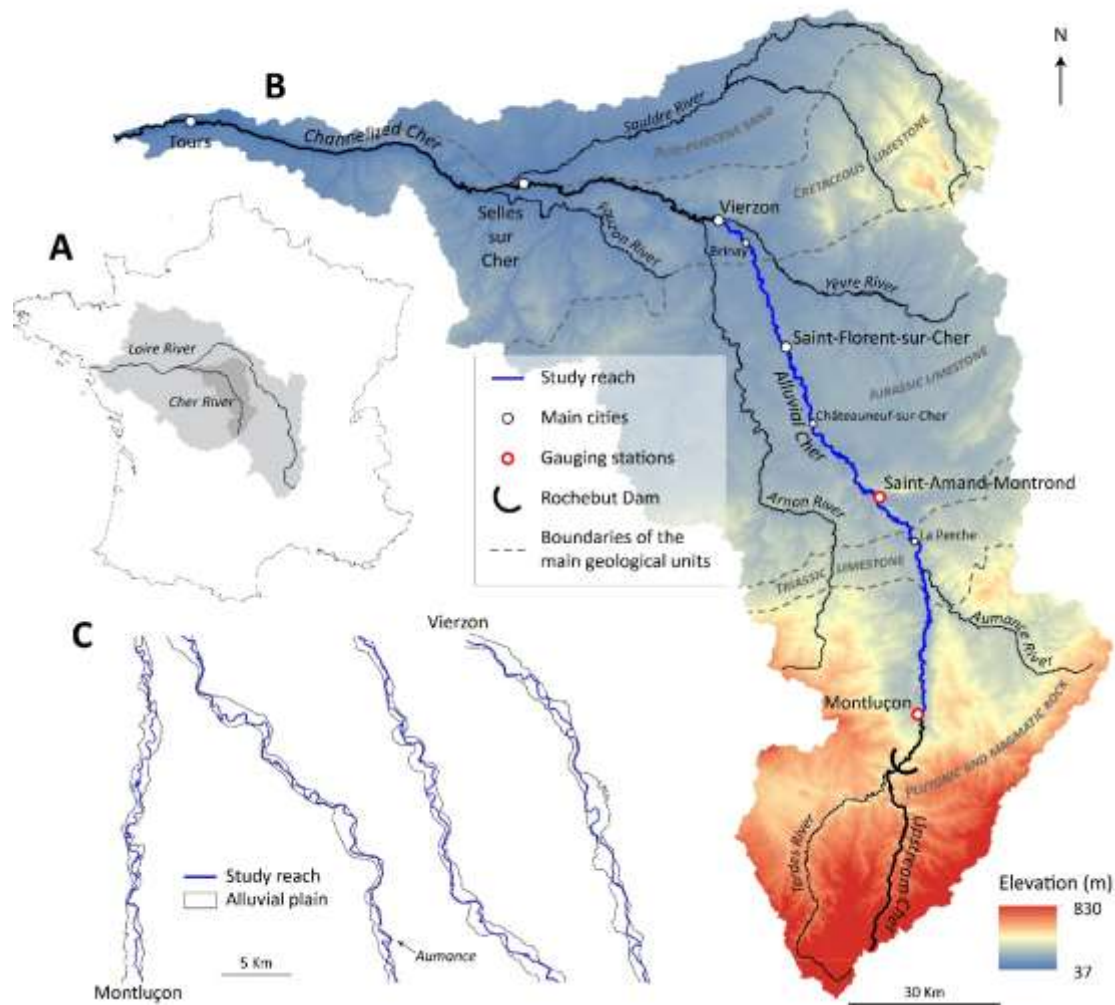 N
B
Sauldre River
Channelized Cher
Tours
CRETACEOUS LIMESTONE
Selles
sur
Cher
Vierzon
Brinay
Yèvre River
A
Loire River
Cher River
Saint-Florent-sur-Cher
JURASSIC LIMESTONE
Alluvial Cher
Châteauneuf-sur-Cher
Study reach
Main cities
Gauging stations
Rochebut Dam
Boundaries of the
main geological units
Saint-Amand-Montrond
Arnon River
La Perche
TRIASSIC LIMESTONE
Aumance River
C
Vierzon
Montluçon
PLUTONIC AND MAGMATIC ROCK
Tardes River
Upstream Cher
Study reach
Alluvial plain
Aumance
5 Km
Montluçon
Elevation (m)
830
37
30 Km